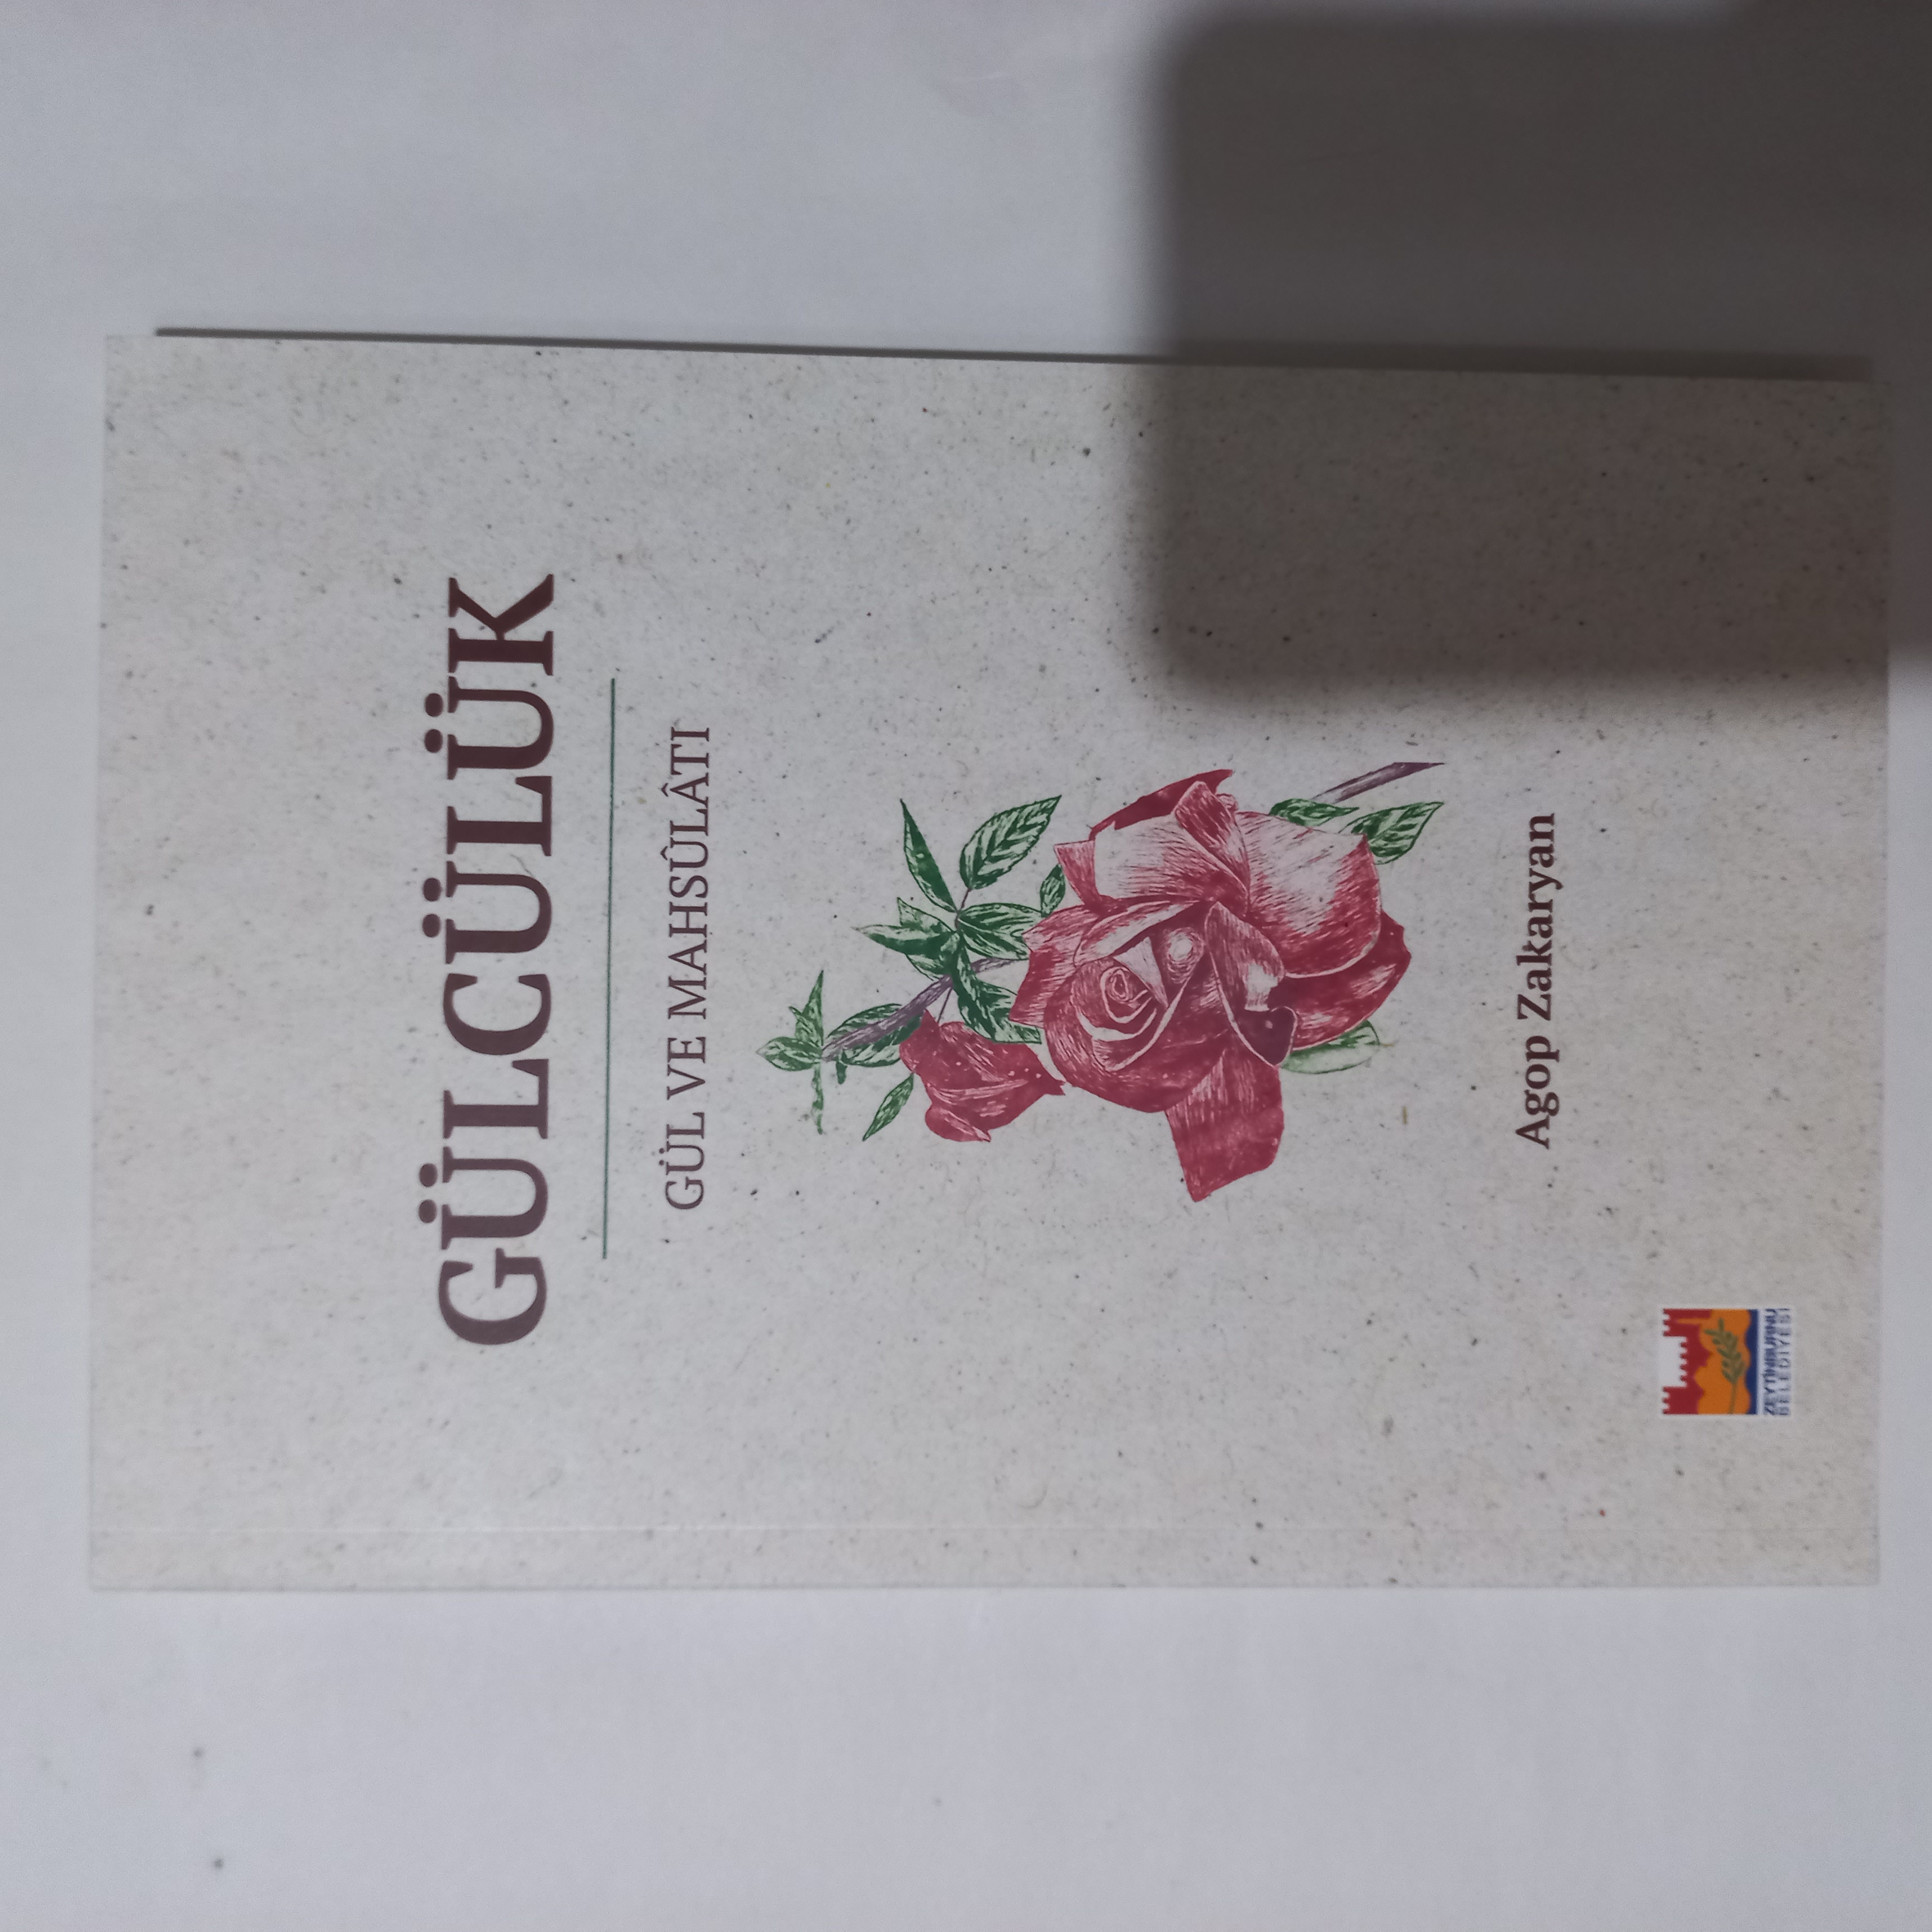 GÜLCÜLÜK
GÜL VE MAHSÛLÂTI
Agop Zakaryan
ZEYTİNBURNU
BELEDİYESİ